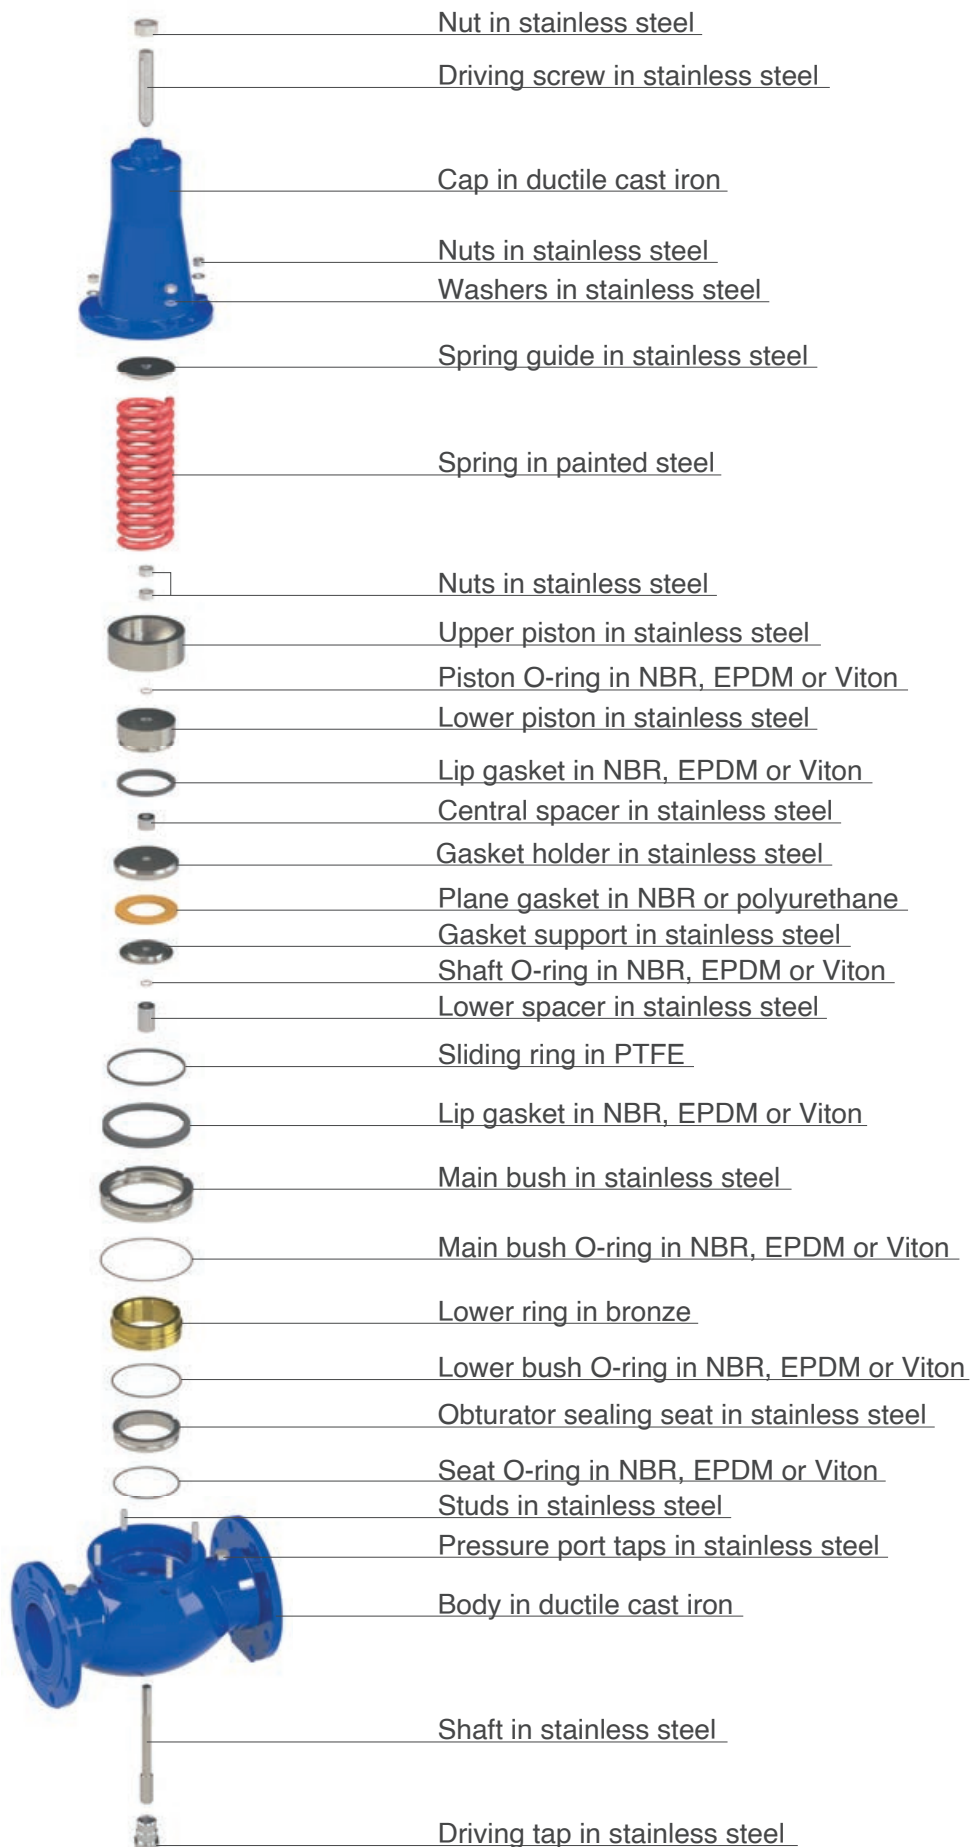 Nut in stainless steel
Driving screw in stainless steel
Cap in ductile cast iron
Nuts in stainless steel
Washers in stainless steel
Spring guide in stainless steel
Spring in painted steel
Nuts in stainless steel
Upper piston in stainless steel
Piston O-ring in NBR, EPDM or Viton
Lower piston in stainless steel
Lip gasket in NBR, EPDM or Viton
Central spacer in stainless steel
Gasket holder in stainless steel
Plane gasket in NBR or polyurethane
Gasket support in stainless steel
Shaft O-ring in NBR, EPDM or Viton
Lower spacer in stainless steel
Sliding ring in PTFE
Lip gasket in NBR, EPDM or Viton
Main bush in stainless steel
Main bush O-ring in NBR, EPDM or Viton
Lower ring in bronze
Lower bush O-ring in NBR, EPDM or Viton
Obturator sealing seat in stainless steel
Seat O-ring in NBR, EPDM or Viton
Studs in stainless steel
Pressure port taps in stainless steel
Body in ductile cast iron
Shaft in stainless steel
Driving tap in stainless steel